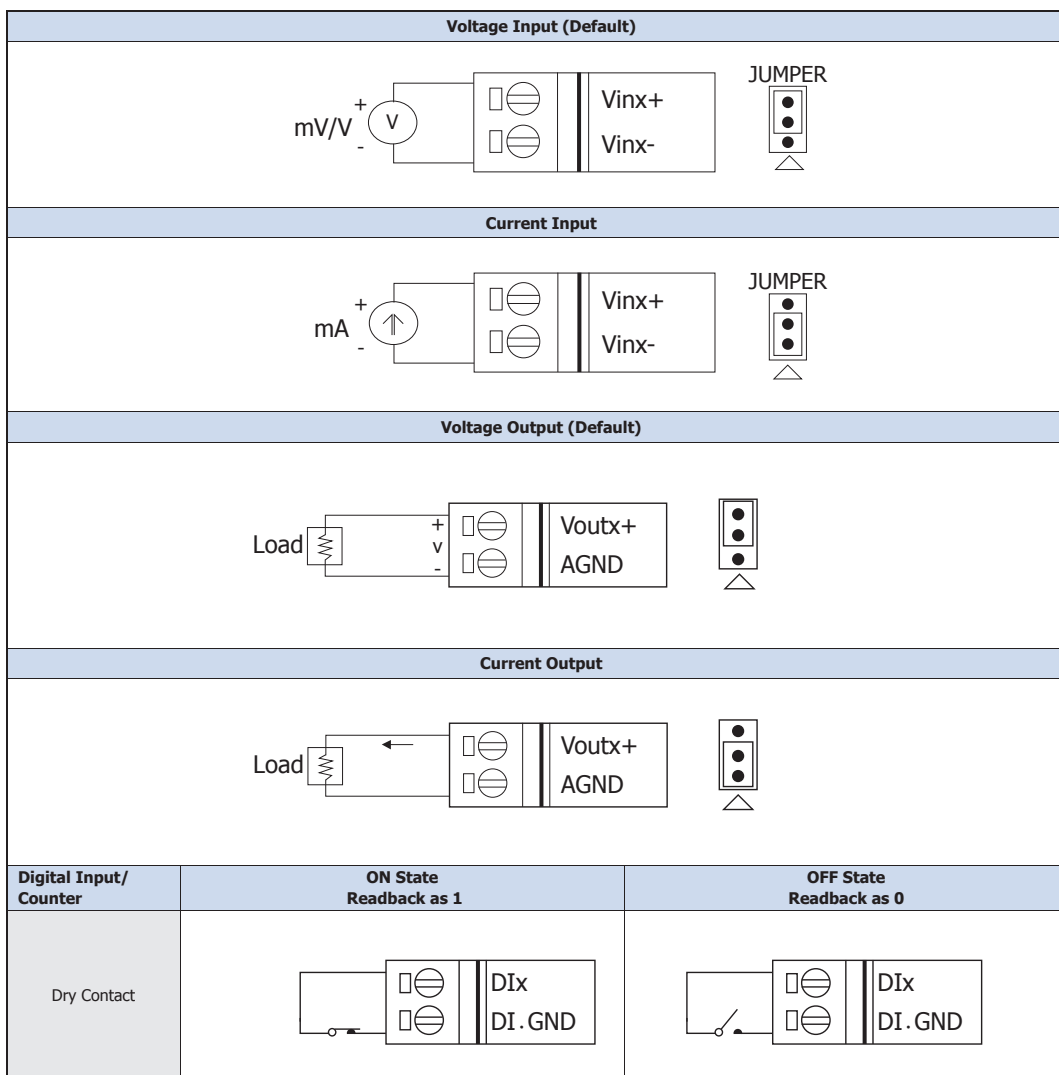 Voltage Input (Default)
JUMPER
+
mV/V
V
-
Vinx+
Vinx-
Current Input
JUMPER
+
mA
-
Vinx+
Vinx-
Voltage Output (Default)
Load
+
v
-
Voutx+
AGND
Current Output
Load
Voutx+
AGND
Digital Input/
Counter
ON State
Readback as 1
OFF State
Readback as 0
Dry Contact
DIx
DI.GND
DIx
DI.GND